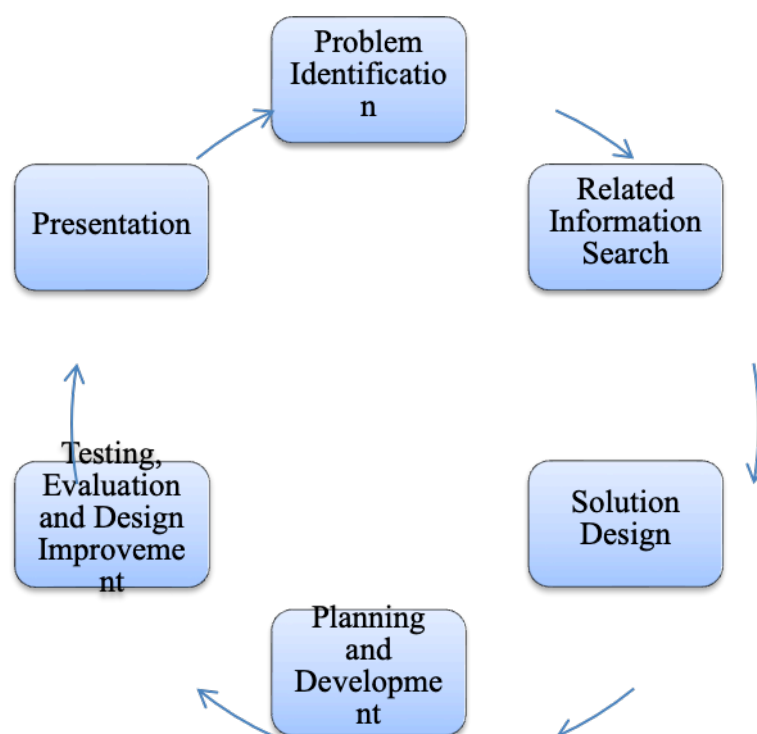 Problem
Identificatio
n
Related
Information
Search
Solution
Design
Planning
and
Developme
nt
Testing,
Evaluation
and Design
Improveme
nt
Presentation